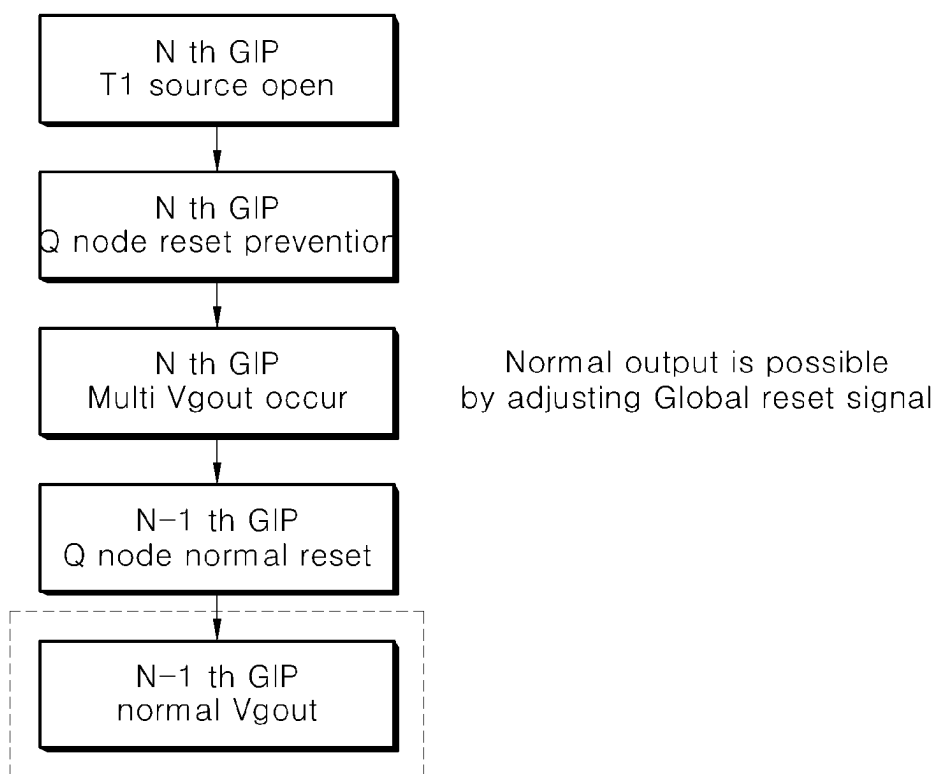 N th GIP
T1 source open
N th GIP
Q node reset prevention
N th GIP
Multi Vgout occur
Normal output is possible
by adjusting Global reset signal
N-1 th GIP
Q node normal reset
N-1 th GIP
normal Vgout